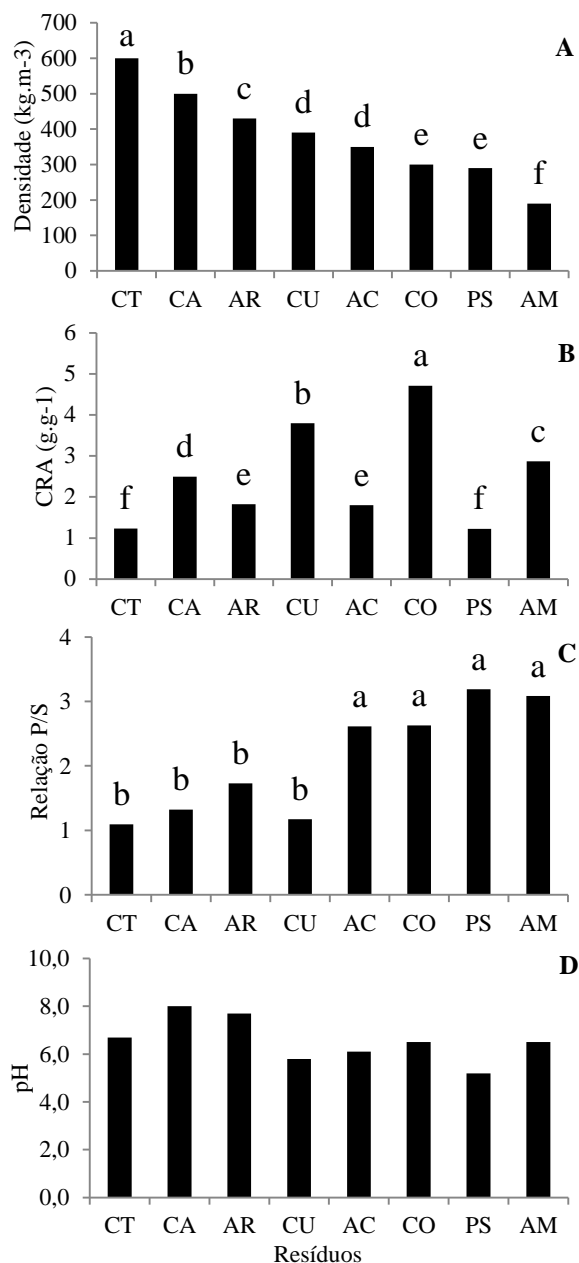 700
600
500
400
300
200
100
0
Densidade (kg.m-3)
A
a b c d d e e f
CT CA AR CU AC CO PS AM
6
5
4
3
2
1
0
CRA (g.g-1)
B
f d e b e a f c
CT CA AR CU AC CO PS AM
4
3
2
1
0
Relação P/S
C
b b b b a a a a
CT CA AR CU AC CO PS AM
10,0
8,0
6,0
4,0
2,0
0,0
pH
D
CT CA AR CU AC CO PS AM
Resíduos